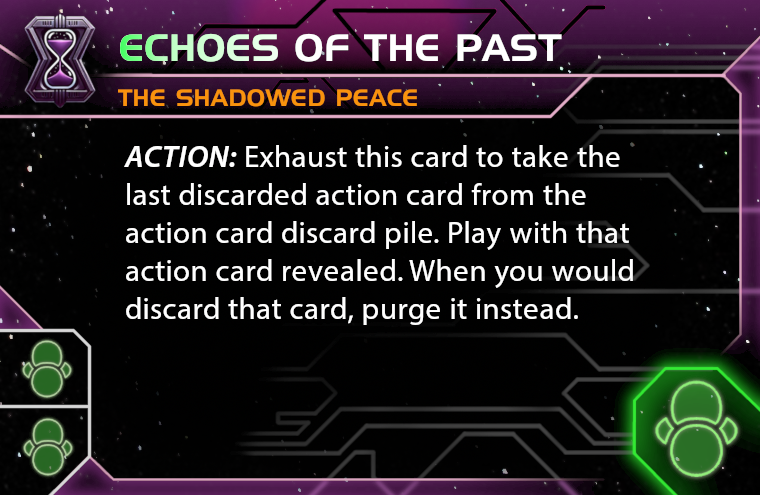 ECHOES OF THE PAST
THE SHADOWED PEACE
ACTION: Exhaust this card to take the
last discarded action card from the
action card discard pile. Play with that
action card revealed. When you would
discard that card, purge it instead.